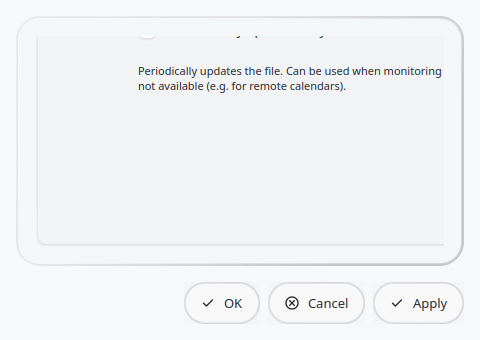 Periodically updates the file. Can be used when monitoring
not available (e.g. for remote calendars).
OK
Cancel
Apply